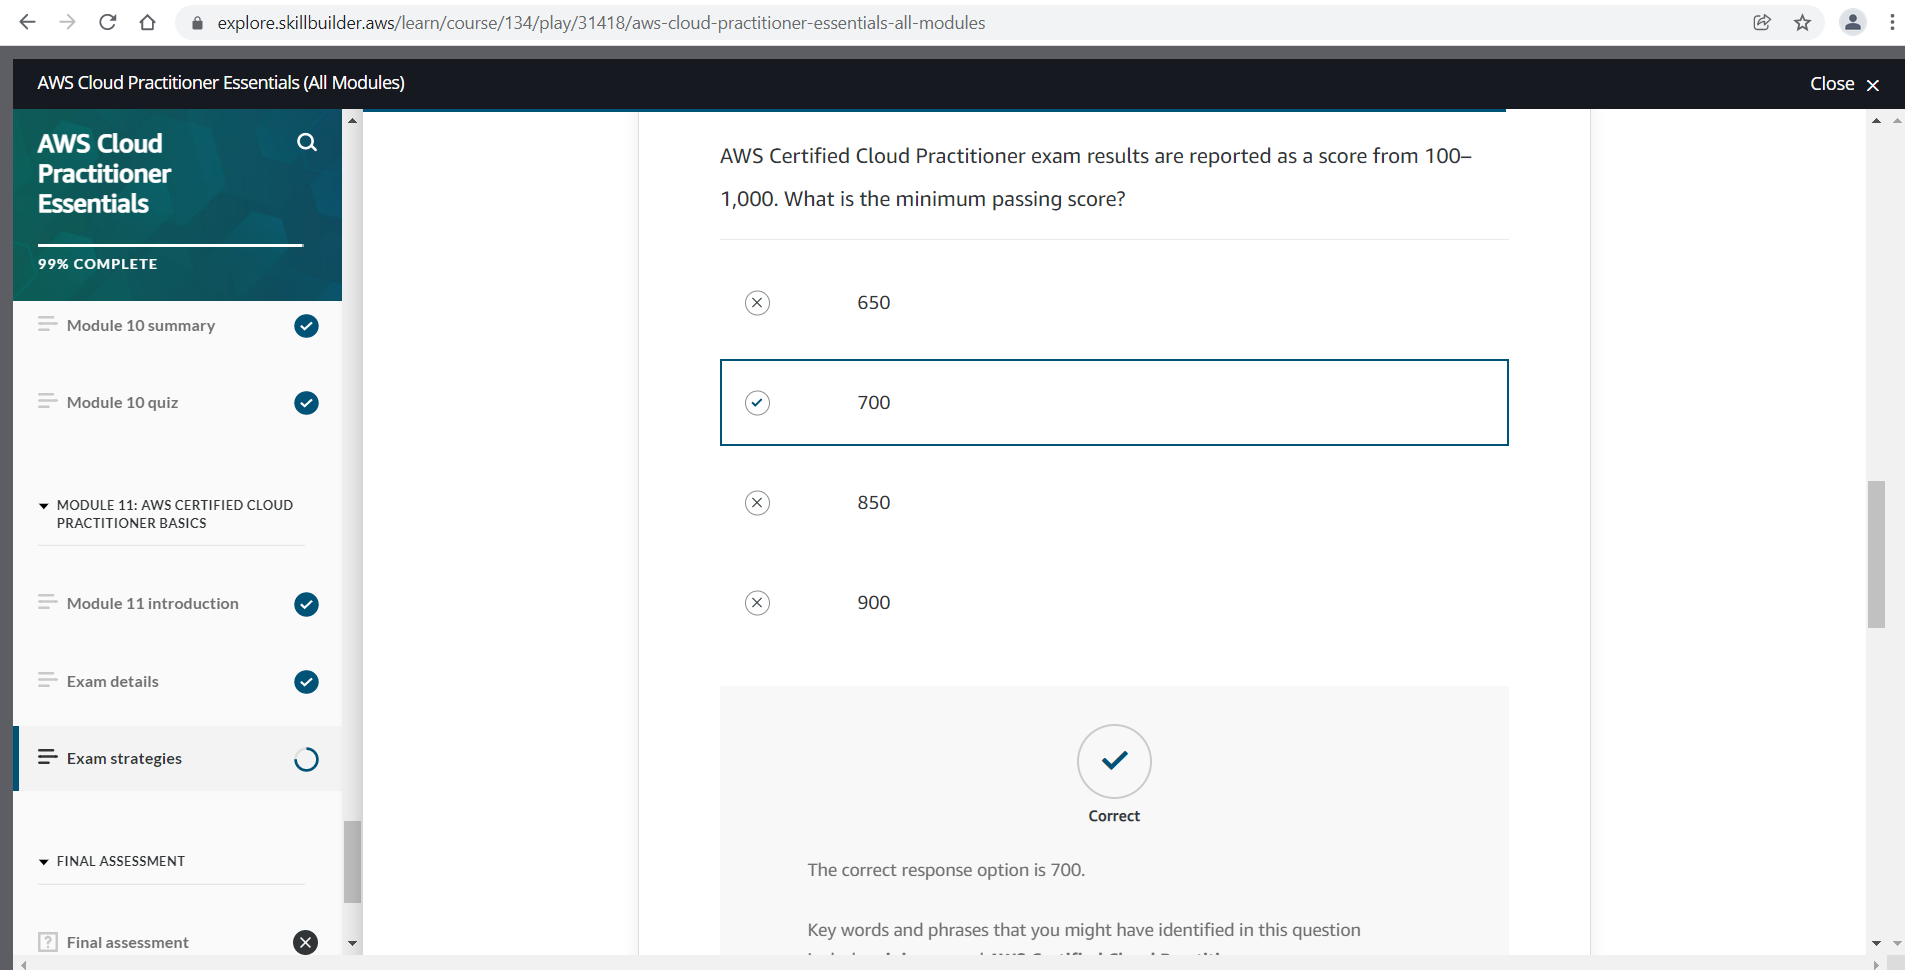 explore.skillbuilder.aws/learn/course/134/play/31418/aws-cloud-practitioner-essentials-all-modules
AWS Cloud Practitioner Essentials (All Modules)
Close
AWS Cloud
Practitioner
Essentials
99% COMPLETE
Module 10 summary
Module 10 quiz
MODULE 11: AWS CERTIFIED CLOUD
PRACTITIONER BASICS
Module 11 introduction
Exam details
Exam strategies
FINAL ASSESSMENT
Final assessment
AWS Certified Cloud Practitioner exam results are reported as a score from 100–
1,000. What is the minimum passing score?
650
700
850
900
Correct
The correct response option is 700.
Key words and phrases that you might have identified in this question